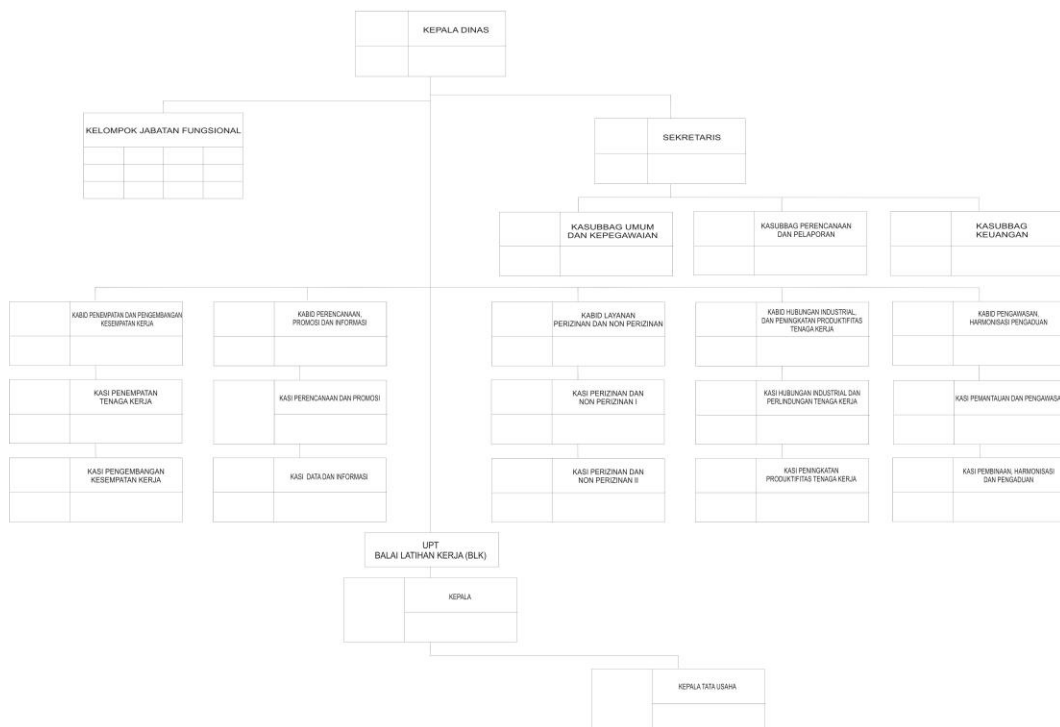 KEPALA DINAS
KELOMPOK JABATAN FUNGSIONAL
SEKRETARIS
KASUBBAG UMUM
DAN KEPEGAWAIAN
KASUBBAG PERENCANAAN
DAN PELAPORAN
KASUBBAG
KEUANGAN
KABID PENEMPATAN DAN PENGEMBANGAN
KESEMPATAN KERJA
KABID PERENCANAAN,
PROMOSI DAN INFORMASI
KABID LAYANAN
PERIZINAN DAN NON PERIZINAN
KABID HUBUNGAN INDUSTRIAL,
DAN PENINGKATAN PRODUKTIFITAS
TENAGA KERJA
KABID PENGAWASAN,
HARMONISASI PENGADUAN
KASI PENEMPATAN
TENAGA KERJA
KASI PERENCANAAN DAN PROMOSI
KASI PERIZINAN DAN
NON PERIZINAN I
KASI HUBUNGAN INDUSTRIAL DAN
PERLINDUNGAN TENAGA KERJA
KASI PEMANTAUAN DAN PENGAWASA
KASI PENGEMBANGAN
KESEMPATAN KERJA
KASI DATA DAN INFORMASI
KASI PERIZINAN DAN
NON PERIZINAN II
KASI PENINGKATAN
PRODUKTIFITAS TENAGA KERJA
KASI PEMBINAAN, HARMONISASI
DAN PENGADUAN
UPT
BALAI LATIHAN KERJA (BLK)
KEPALA
KEPALA TATA USAHA